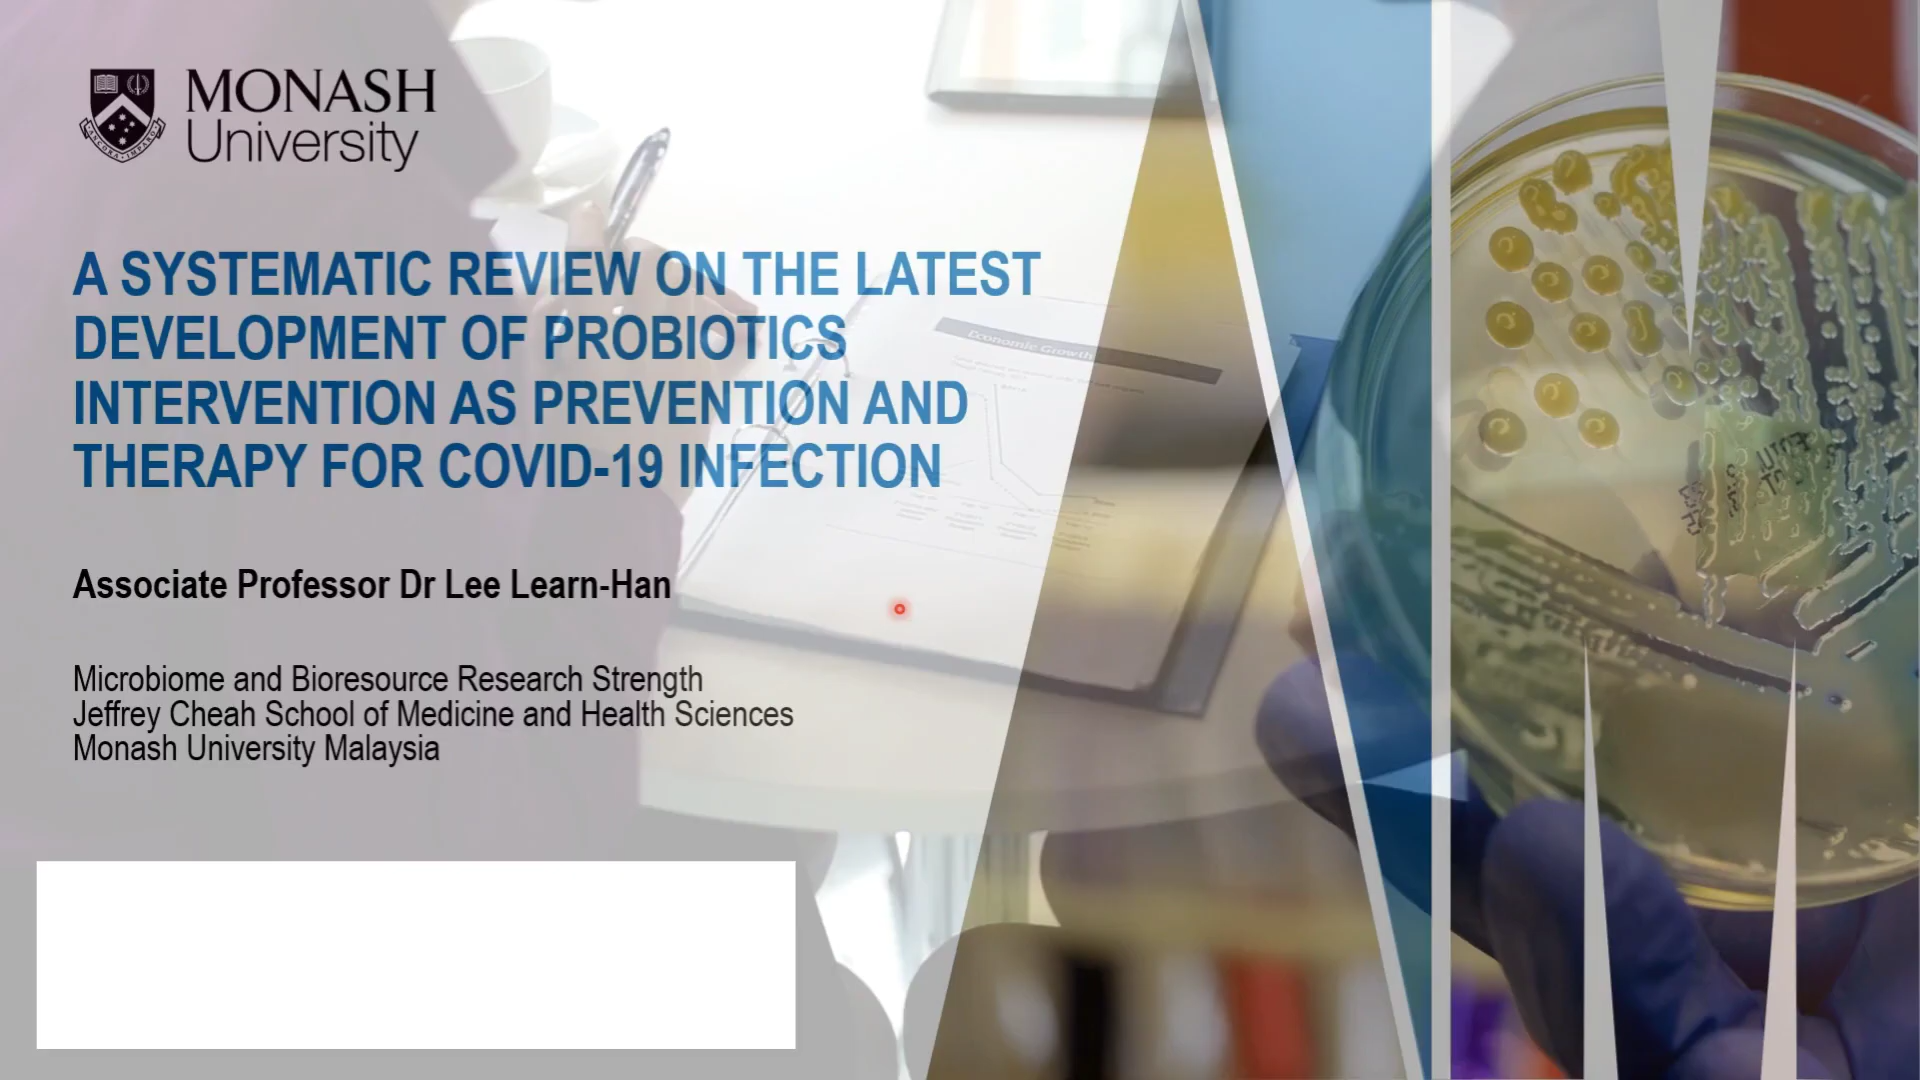 MONASH
University
A SYSTEMATIC REVIEW ON THE LATEST
DEVELOPMENT OF PROBIOTICS
INTERVENTION AS PREVENTION AND
THERAPY FOR COVID-19 INFECTION
Economic Growth
Associate Professor Dr Lee Learn-Han
Microbiome and Bioresource Research Strength
Jeffrey Cheah School of Medicine and Health Sciences
Monash University Malaysia